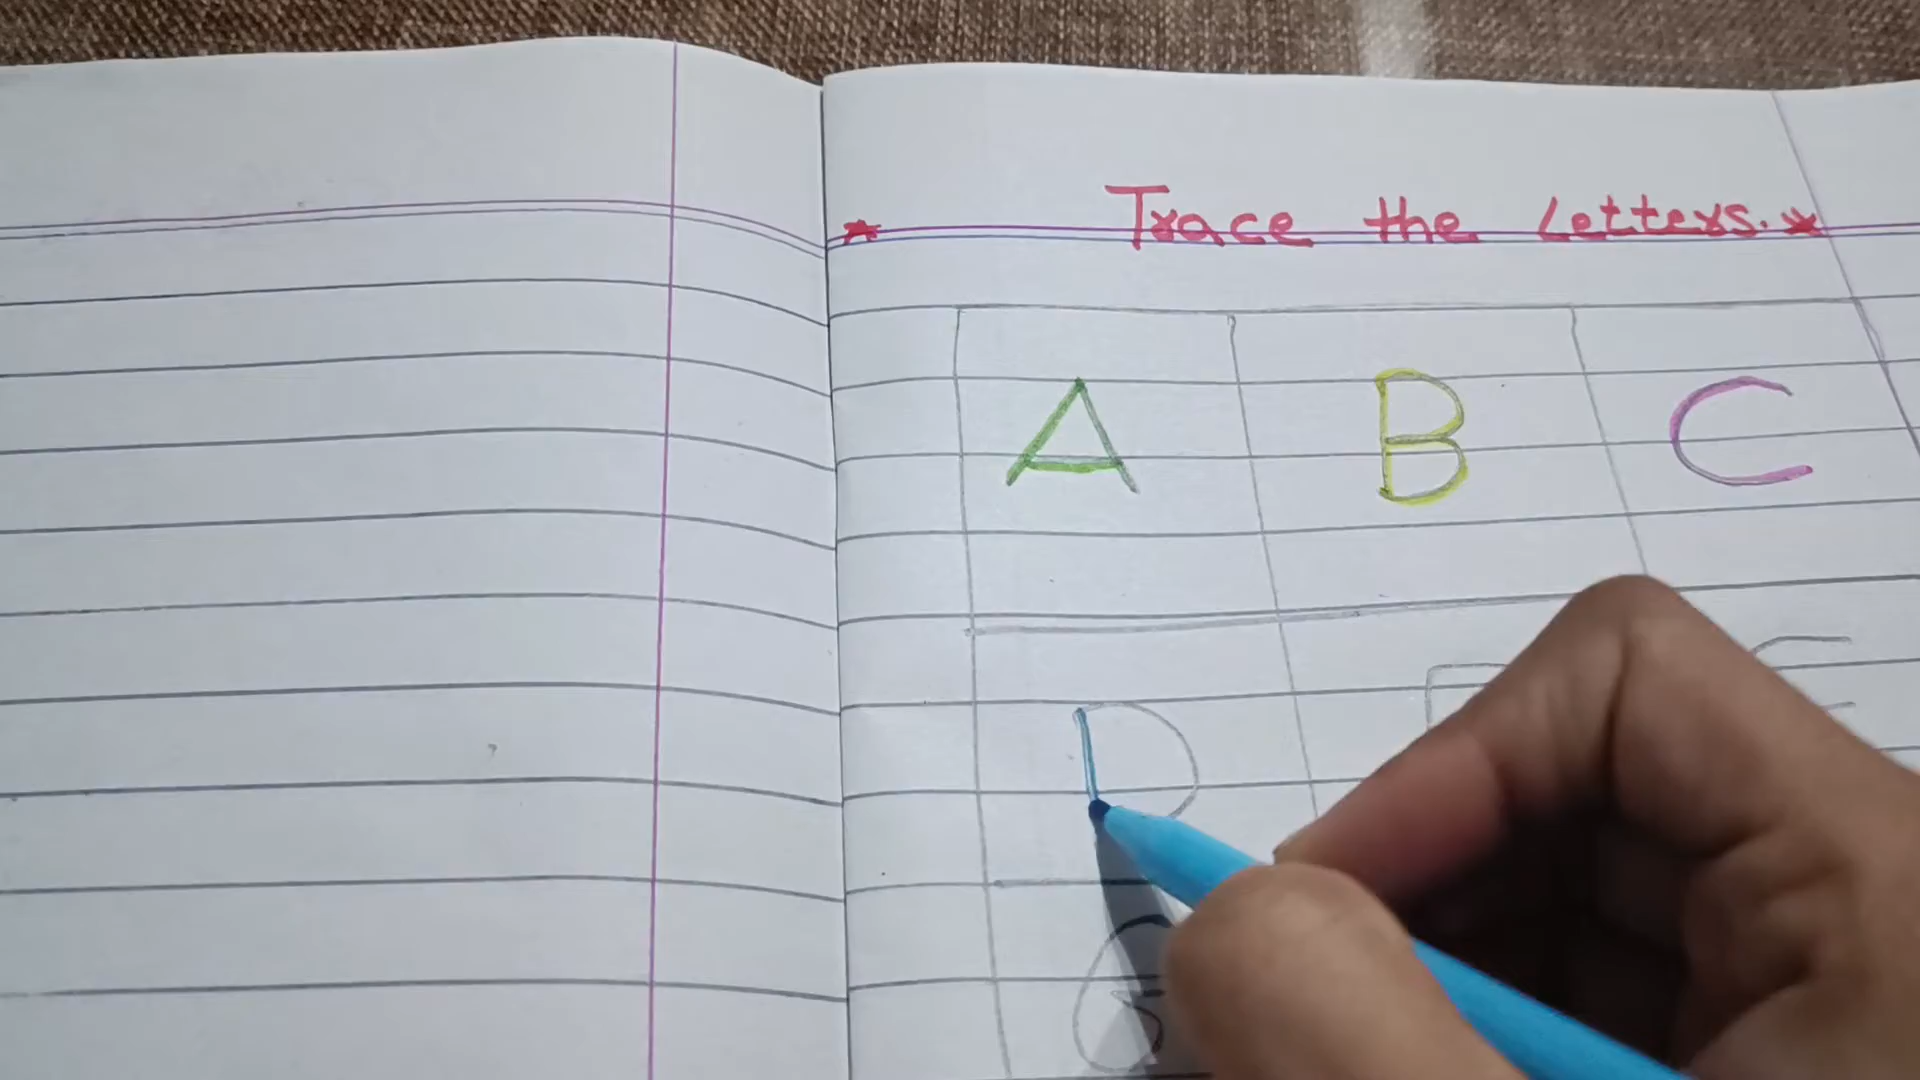 * Trace the Letters. *
A B C
D
G